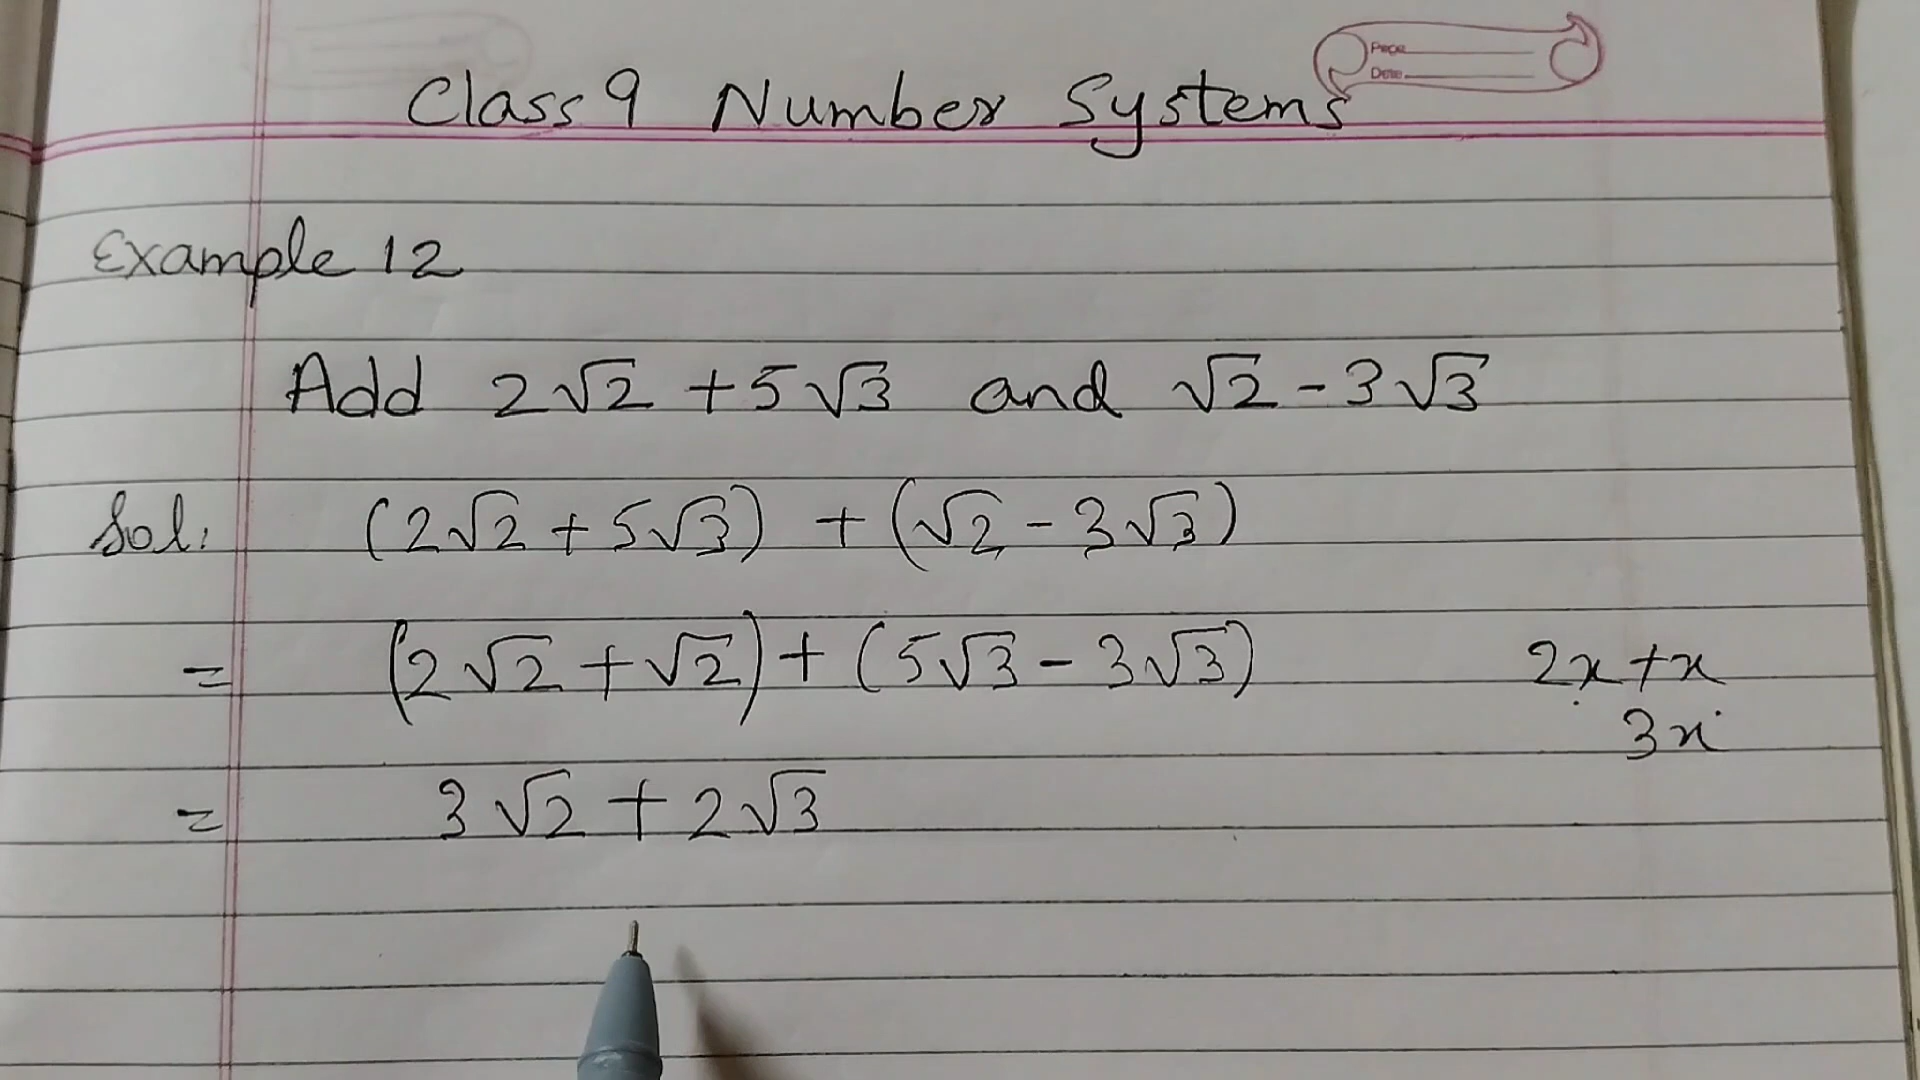 Page
Date
Class 9 Number Systems
Example 12
Add 2√2 + 5√3 and √2 - 3√3
Sol. (2√2 + 5√3) + (√2 - 3√3)
= (2√2 + √2) + (5√3 - 3√3) 2x + x
3x
= 3√2 + 2√3